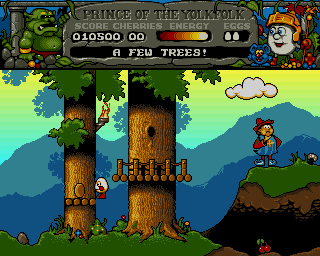 PRINCE OF THE YOLKFOLK
SCORE CHERRIES ENERGY EGGS
010500 00
A FEW TREES!